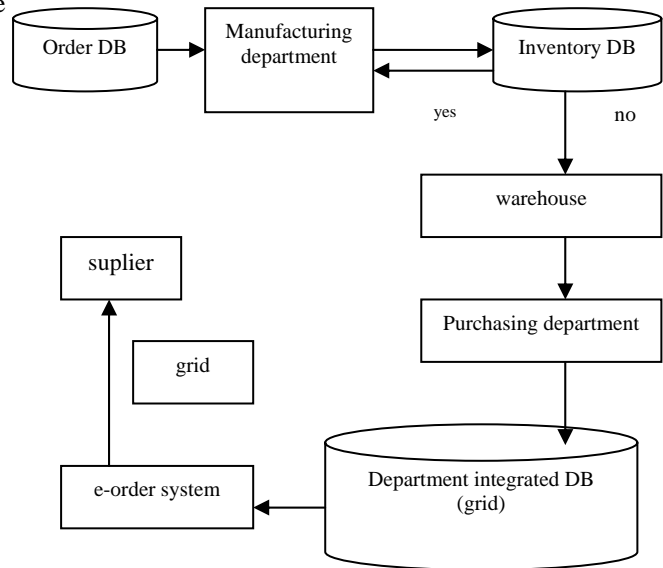 e
Order DB
Manufacturing
department
Inventory DB
yes
no
warehouse
suplier
Purchasing department
grid
e-order system
Department integrated DB
(grid)